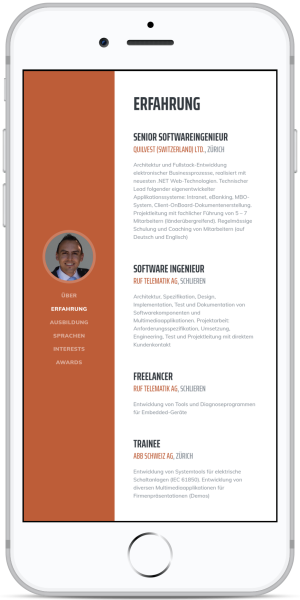 ERFAHRUNG
SENIOR SOFTWAREINGENIEUR
QUILVEST (SWITZERLAND) LTD., ZÜRICH
Architektur und Fullstack-Entwicklung
elektronischer Businessprozesse, realisiert mit
neuesten .NET Web-Technologien. Technischer
Lead folgender eigenentwickelter
Applikationssysteme: Intranet, eBanking, MBO-
System, Client-OnBoard-Dokumentenerstellung.
Projektleitung mit fachlicher Führung von 5 – 7
Mitarbeitern (länderübergreifend). Regelmässige
Schulung und Coaching von Mitarbeitern (auf
Deutsch und Englisch)
SOFTWARE INGENIEUR
RUF TELEMATIK AG, SCHLIEREN
Architektur, Spezifikation, Design,
Implementation, Test und Dokumentation von
Softwarekomponenten und
Multimediaapplikationen. Projektarbeit:
Anforderungsspezifikation, Umsetzung,
Engineering, Test und Projektleitung mit direktem
Kundenkontakt
FREELANCER
RUF TELEMATIK AG, SCHLIEREN
Entwicklung von Tools und Diagnoseprogrammen
für Embedded-Geräte
TRAINEE
ABB SCHWEIZ AG, ZÜRICH
Entwicklung von Systemtools für elektrische
Schaltanlagen (IEC-61850). Entwicklung von
diversen Multimediaapplikationen für
Firmenpräsentationen (Demos)
ÜBER
ERFAHRUNG
AUSBILDUNG
SPRACHEN
INTERESTS
AWARDS